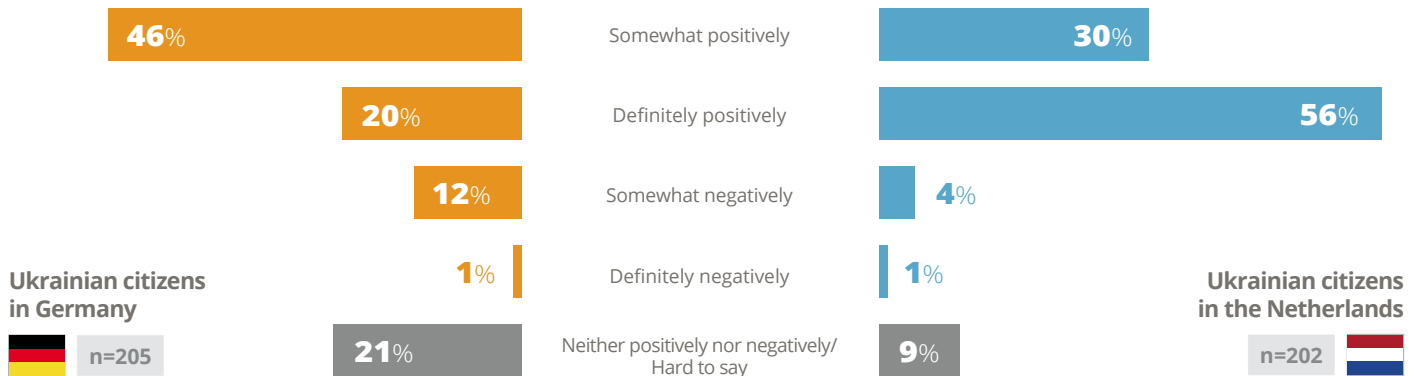 46% Somewhat positively 30%
20% Definitely positively 56%
12% Somewhat negatively 4%
1% Definitely negatively 1%
Ukrainian citizens
in Germany
n=205
Ukrainian citizens
in the Netherlands
n=202
21% Neither positively nor negatively/ 9%
Hard to say